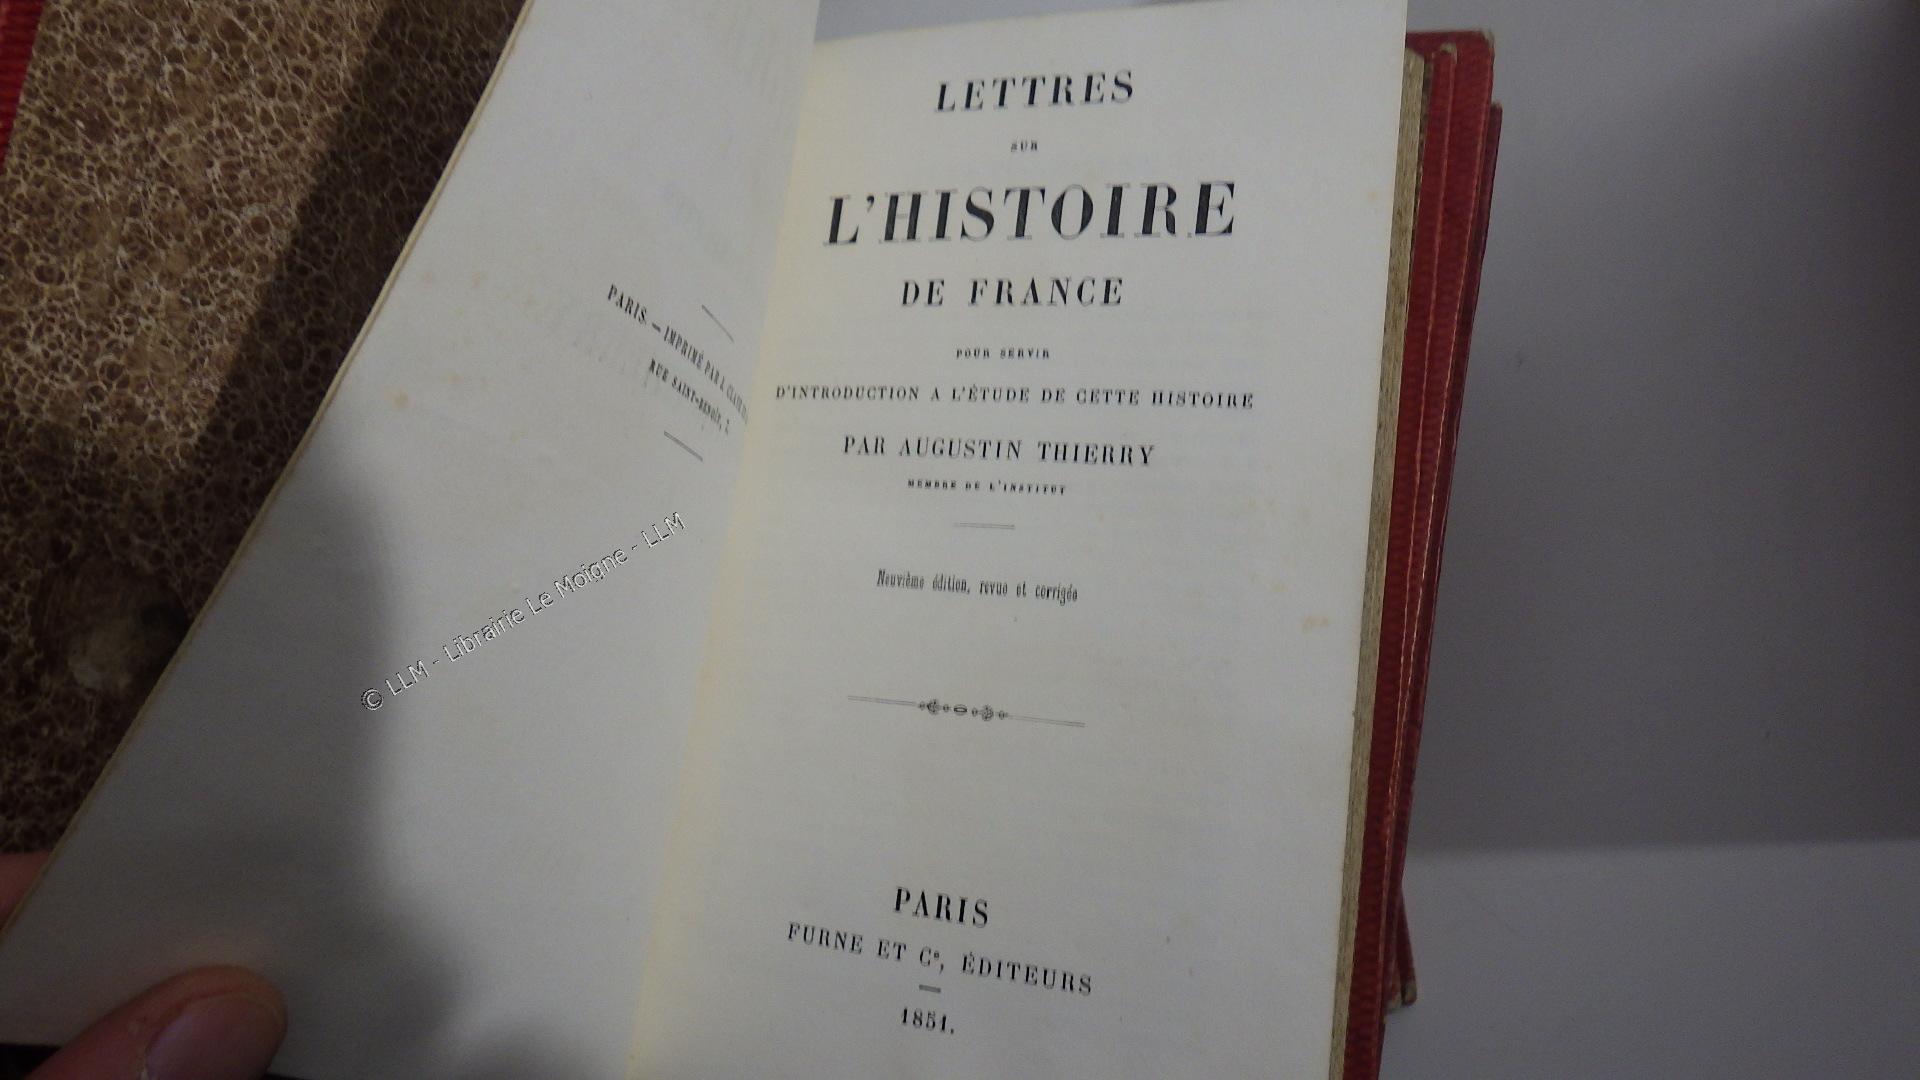 PARIS. — IMPRIMÉ PAR J. CLAYE
RUE SAINT-BENOIT, 7.
LETTRES
SUR
L'HISTOIRE
DE FRANCE
POUR SERVIR
D'INTRODUCTION A L'ÉTUDE DE CETTE HISTOIRE
PAR AUGUSTIN THIERRY
MEMBRE DE L'INSTITUT
Neuvième édition, revue et corrigée
PARIS
FURNE ET Ce, ÉDITEURS
1851.
© LLM - Librairie Le Moigne - LLM